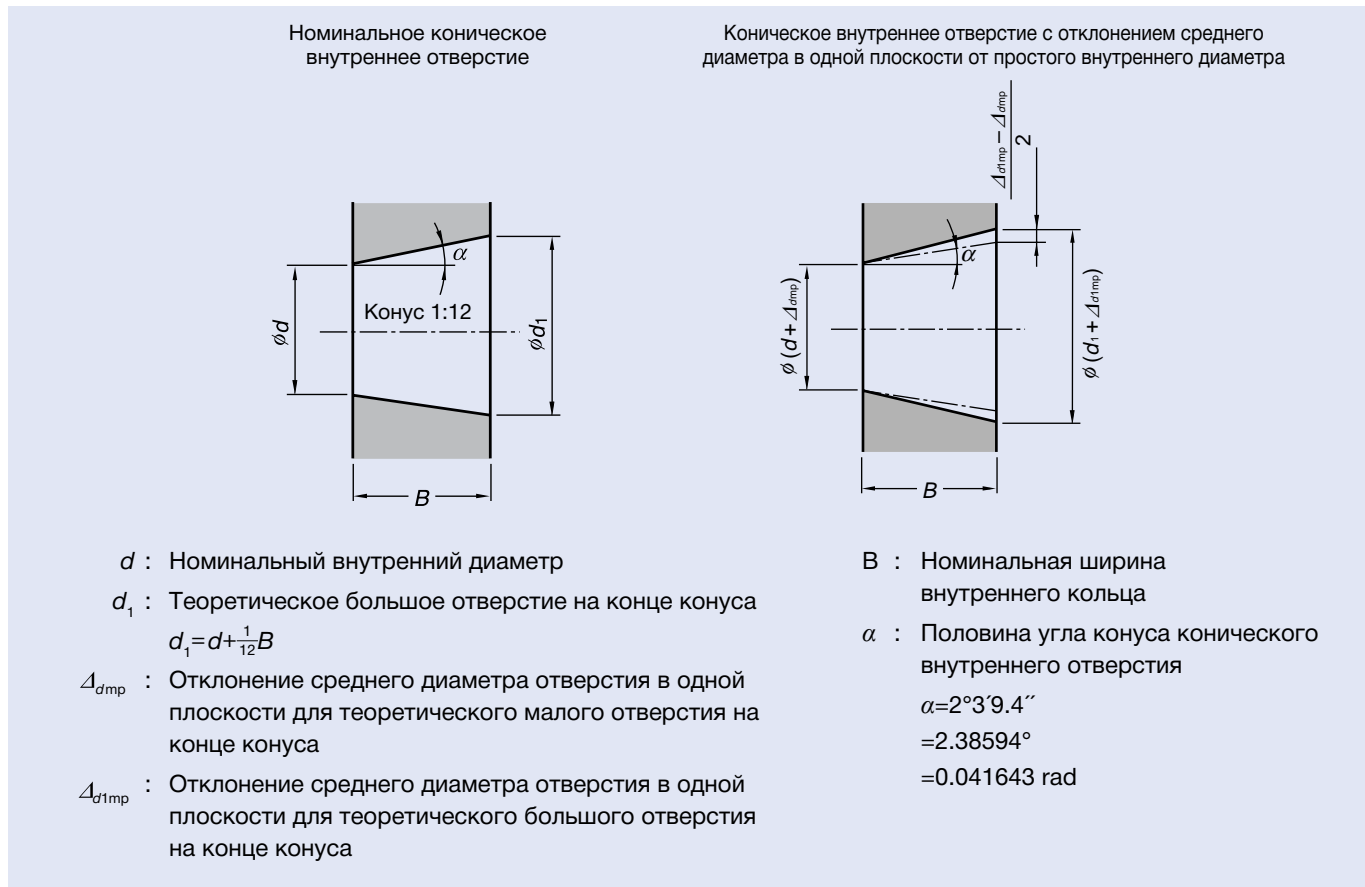 Номинальное коническое
внутреннее отверстие
Коническое внутреннее отверстие с отклонением среднего
диаметра в одной плоскости от простого внутреннего диаметра
α
Конус 1:12
ød
ød₁
B
Δd1mp – Δdmp
2
α
ø (d + Δdmp)
ø (d₁ + Δd1mp)
B
d : Номинальный внутренний диаметр
d₁ : Теоретическое большое отверстие на конце конуса
d₁=d+1/12B
Δdmp : Отклонение среднего диаметра отверстия в одной
плоскости для теоретического малого отверстия на
конце конуса
Δd1mp : Отклонение среднего диаметра отверстия в одной
плоскости для теоретического большого отверстия
на конце конуса
B : Номинальная ширина
внутреннего кольца
α : Половина угла конуса конического
внутреннего отверстия
α=2°3´9.4´´
=2.38594°
=0.041643 rad